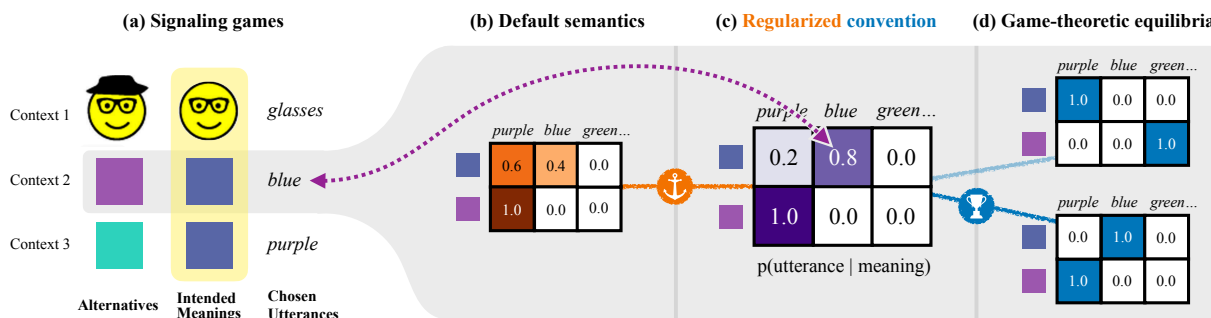 (a) Signaling games
(b) Default semantics
(c) Regularized convention
(d) Game-theoretic equilibria
Context 1
glasses
Context 2
blue
Context 3
purple
Alternatives
Intended
Meanings
Chosen
Utterances
purple blue green...
0.6 0.4 0.0
1.0 0.0 0.0
purple blue green...
0.2 0.8 0.0
1.0 0.0 0.0
p(utterance | meaning)
purple blue green...
1.0 0.0 0.0
0.0 0.0 1.0
purple blue green...
0.0 1.0 0.0
1.0 0.0 0.0